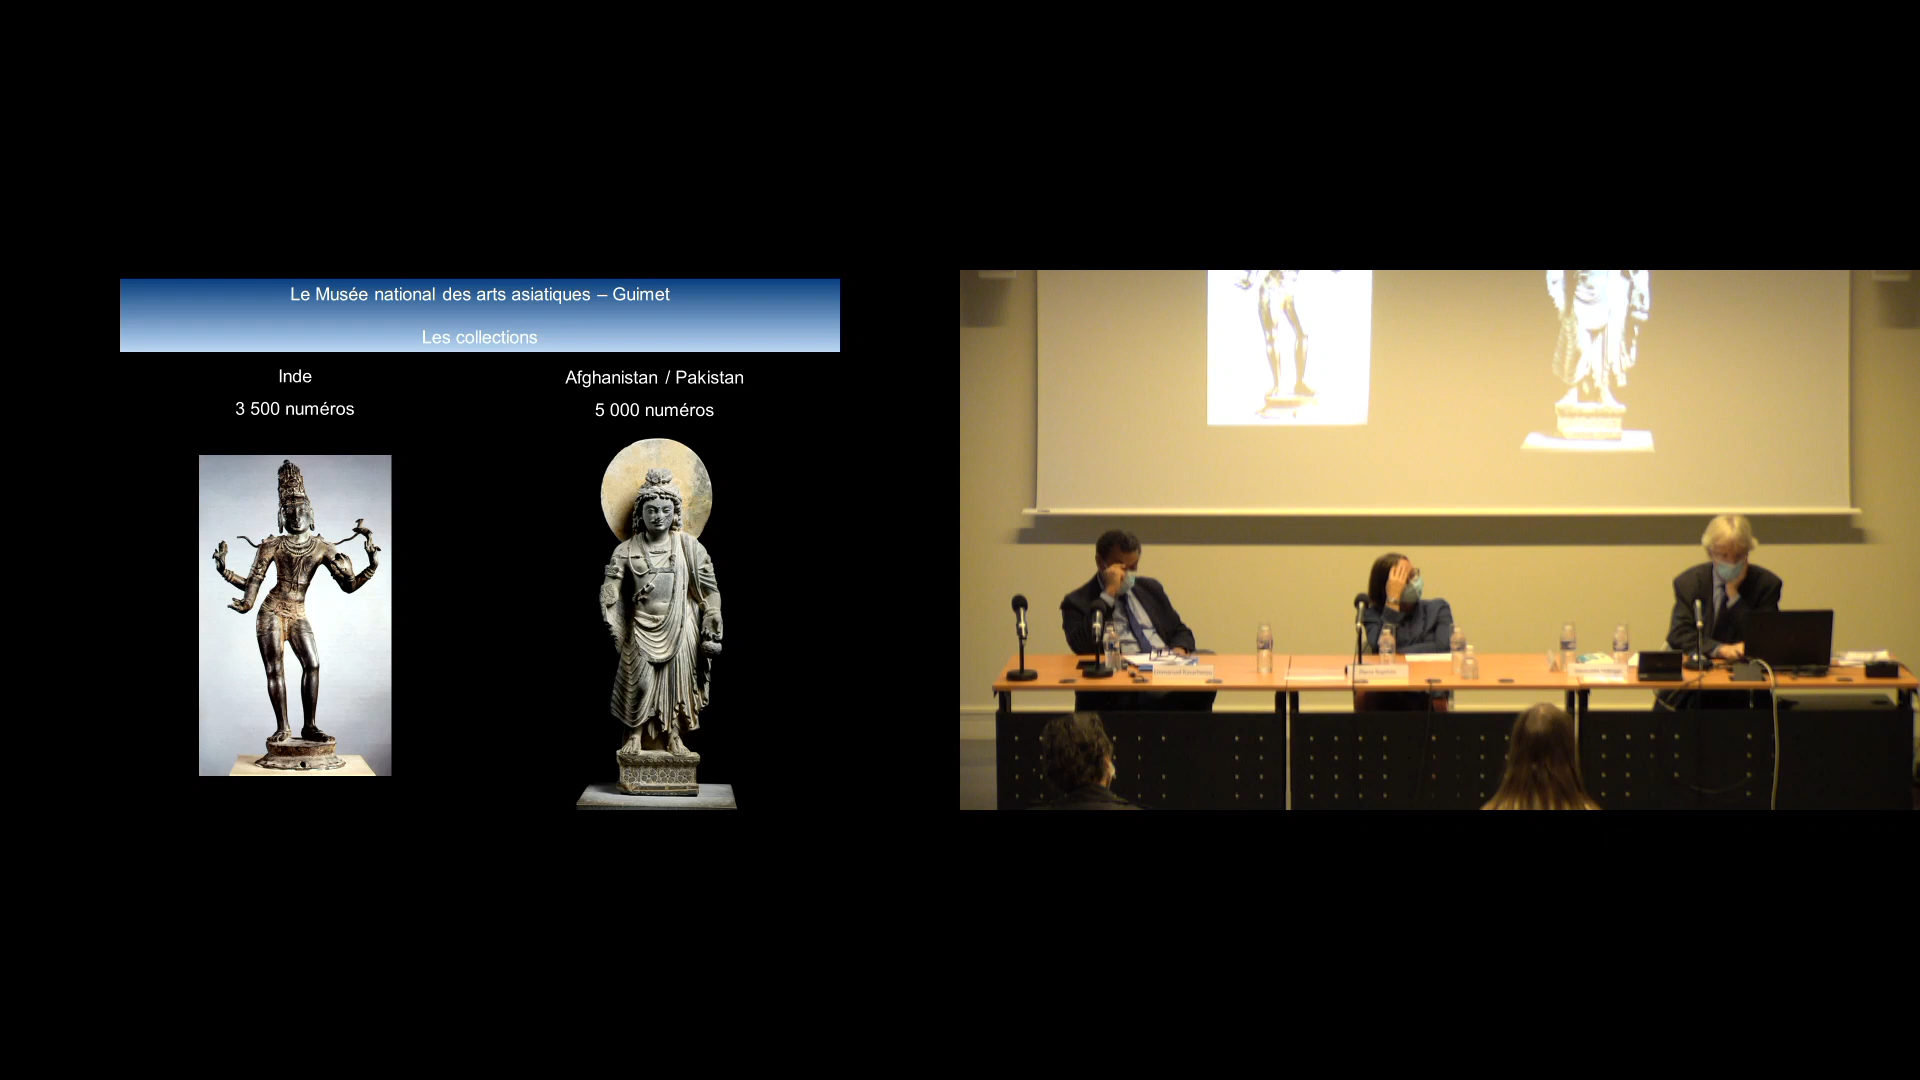 Le Musée national des arts asiatiques – Guimet
Les collections
Inde
3 500 numéros
Afghanistan / Pakistan
5 000 numéros